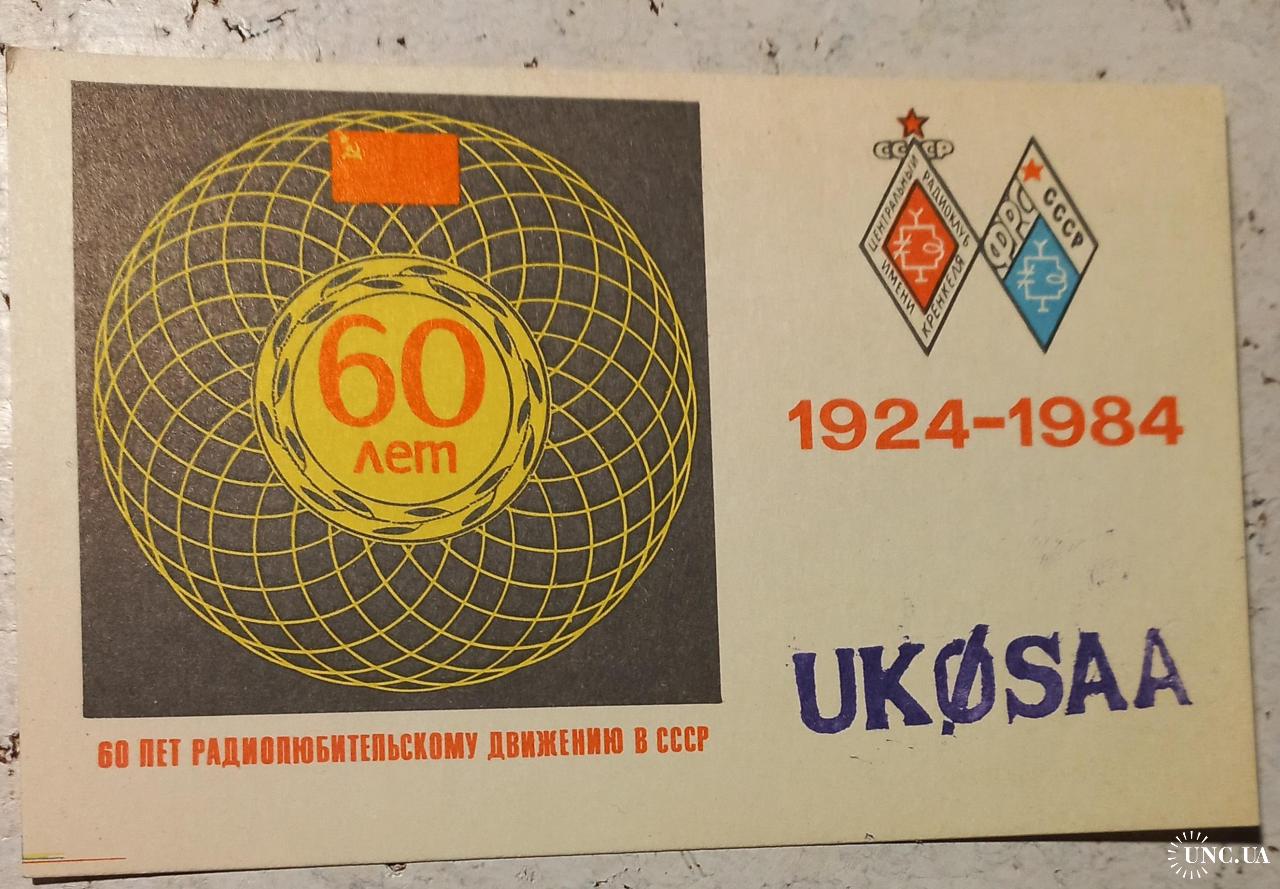 60
лет
60 ЛЕТ РАДИОЛЮБИТЕЛЬСКОМУ ДВИЖЕНИЮ В СССР
СССР
ЦЕНТРАЛЬНЫЙ РАДИОКЛУБ
ИМЕНИ КРЕНКЕЛЯ
ФРС СССР
1924-1984
UKØSAA
UNC.UA